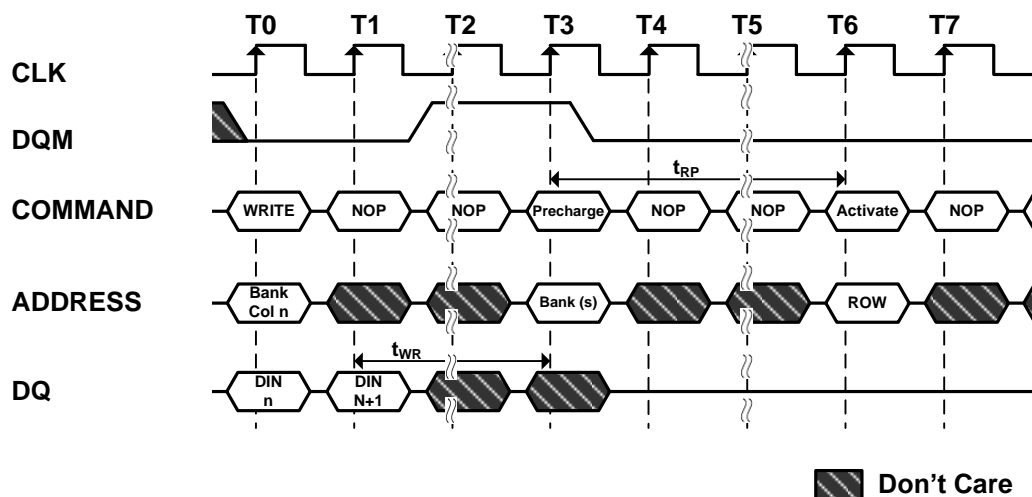 T0 T1 T2 T3 T4 T5 T6 T7
CLK
DQM
tRP
COMMAND WRITE NOP NOP Precharge NOP NOP Activate NOP
ADDRESS Bank Col n Bank (s) ROW
tWR
DQ DIN n DIN N+1
Don't Care